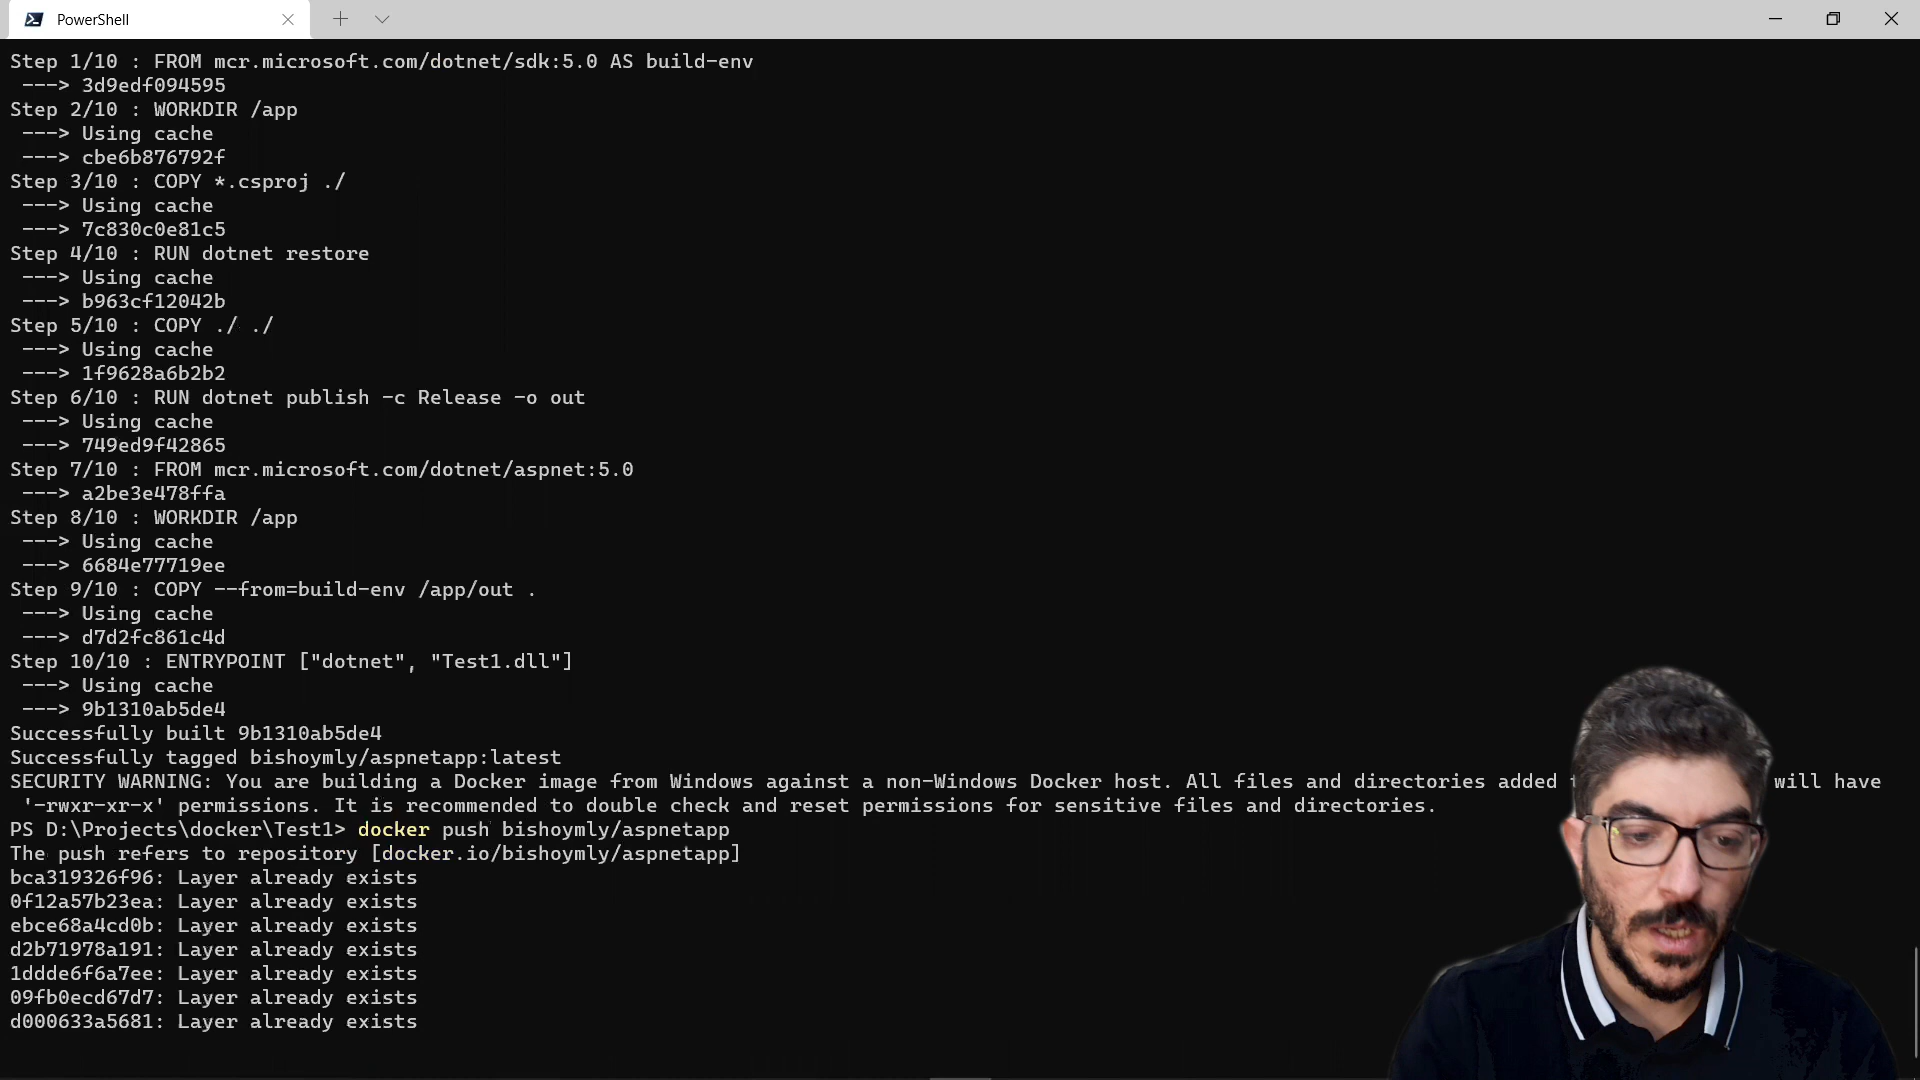 PowerShell
Step 1/10 : FROM mcr.microsoft.com/dotnet/sdk:5.0 AS build-env
---> 3d9edf094595
Step 2/10 : WORKDIR /app
---> Using cache
---> cbe6b876792f
Step 3/10 : COPY *.csproj ./
---> Using cache
---> 7c830c0e81c5
Step 4/10 : RUN dotnet restore
---> Using cache
---> b963cf12042b
Step 5/10 : COPY ./ ./
---> Using cache
---> 1f9628a6b2b2
Step 6/10 : RUN dotnet publish -c Release -o out
---> Using cache
---> 749ed9f42865
Step 7/10 : FROM mcr.microsoft.com/dotnet/aspnet:5.0
---> a2be3e478ffa
Step 8/10 : WORKDIR /app
---> Using cache
---> 6684e77719ee
Step 9/10 : COPY --from=build-env /app/out .
---> Using cache
---> d7d2fc861c4d
Step 10/10 : ENTRYPOINT ["dotnet", "Test1.dll"]
---> Using cache
---> 9b1310ab5de4
Successfully built 9b1310ab5de4
Successfully tagged bishoymly/aspnetapp:latest
SECURITY WARNING: You are building a Docker image from Windows against a non-Windows Docker host. All files and directories added will have
'-rwxr-xr-x' permissions. It is recommended to double check and reset permissions for sensitive files and directories.
PS D:\Projects\docker\Test1> docker push bishoymly/aspnetapp
The push refers to repository [docker.io/bishoymly/aspnetapp]
bca319326f96: Layer already exists
0f12a57b23ea: Layer already exists
ebce68a4cd0b: Layer already exists
d2b71978a191: Layer already exists
1ddde6f6a7ee: Layer already exists
09fb0ecd67d7: Layer already exists
d000633a5681: Layer already exists